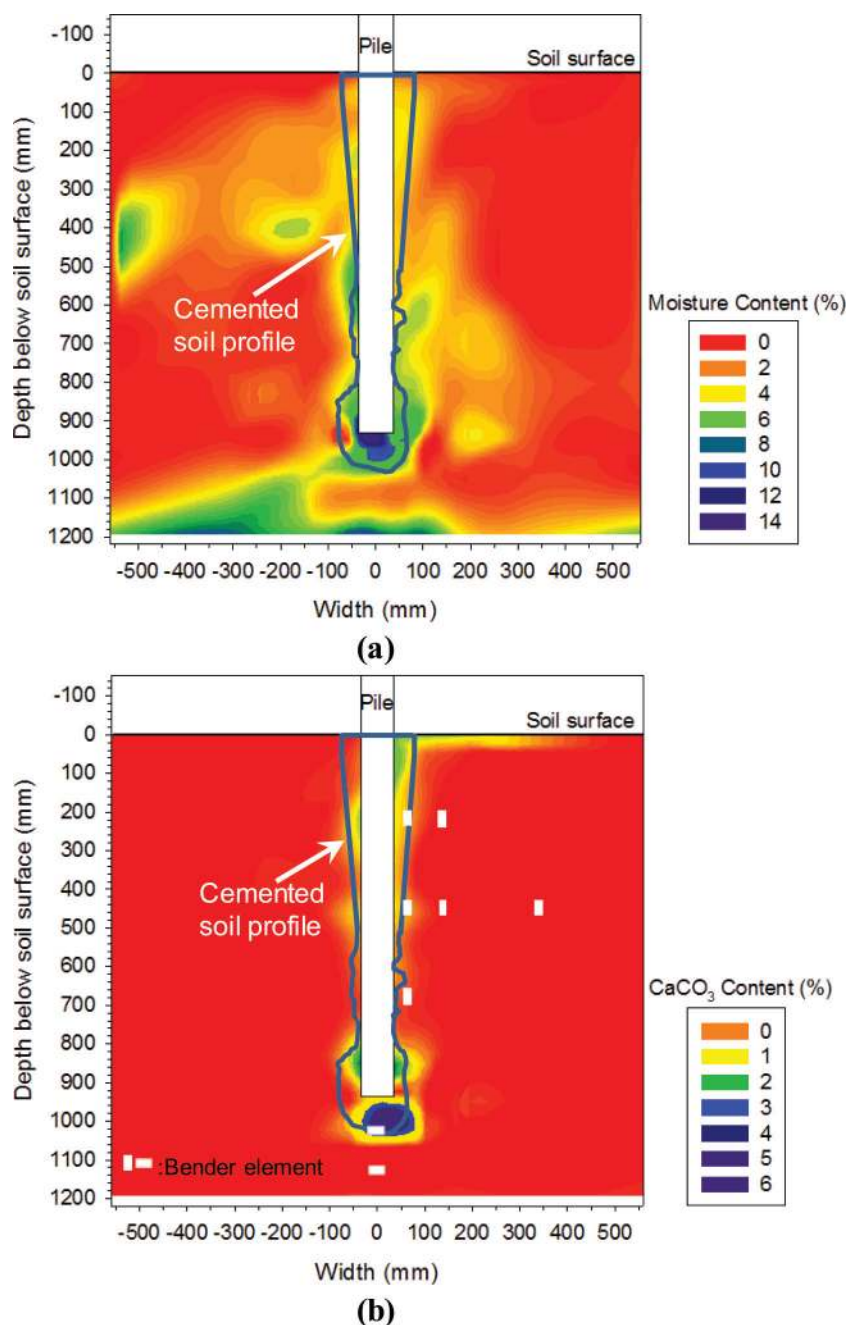 Pile
Soil surface
-100
0
100
200
300
400
500
600
700
800
900
1000
1100
1200
Depth below soil surface (mm)
Cemented
soil profile
-500 -400 -300 -200 -100 0 100 200 300 400 500
Width (mm)
Moisture Content (%)
0
2
4
6
8
10
12
14
(a)
Pile
Soil surface
-100
0
100
200
300
400
500
600
700
800
900
1000
1100
1200
Depth below soil surface (mm)
Cemented
soil profile
:Bender element
-500 -400 -300 -200 -100 0 100 200 300 400 500
Width (mm)
CaCO₃ Content (%)
0
1
2
3
4
5
6
(b)